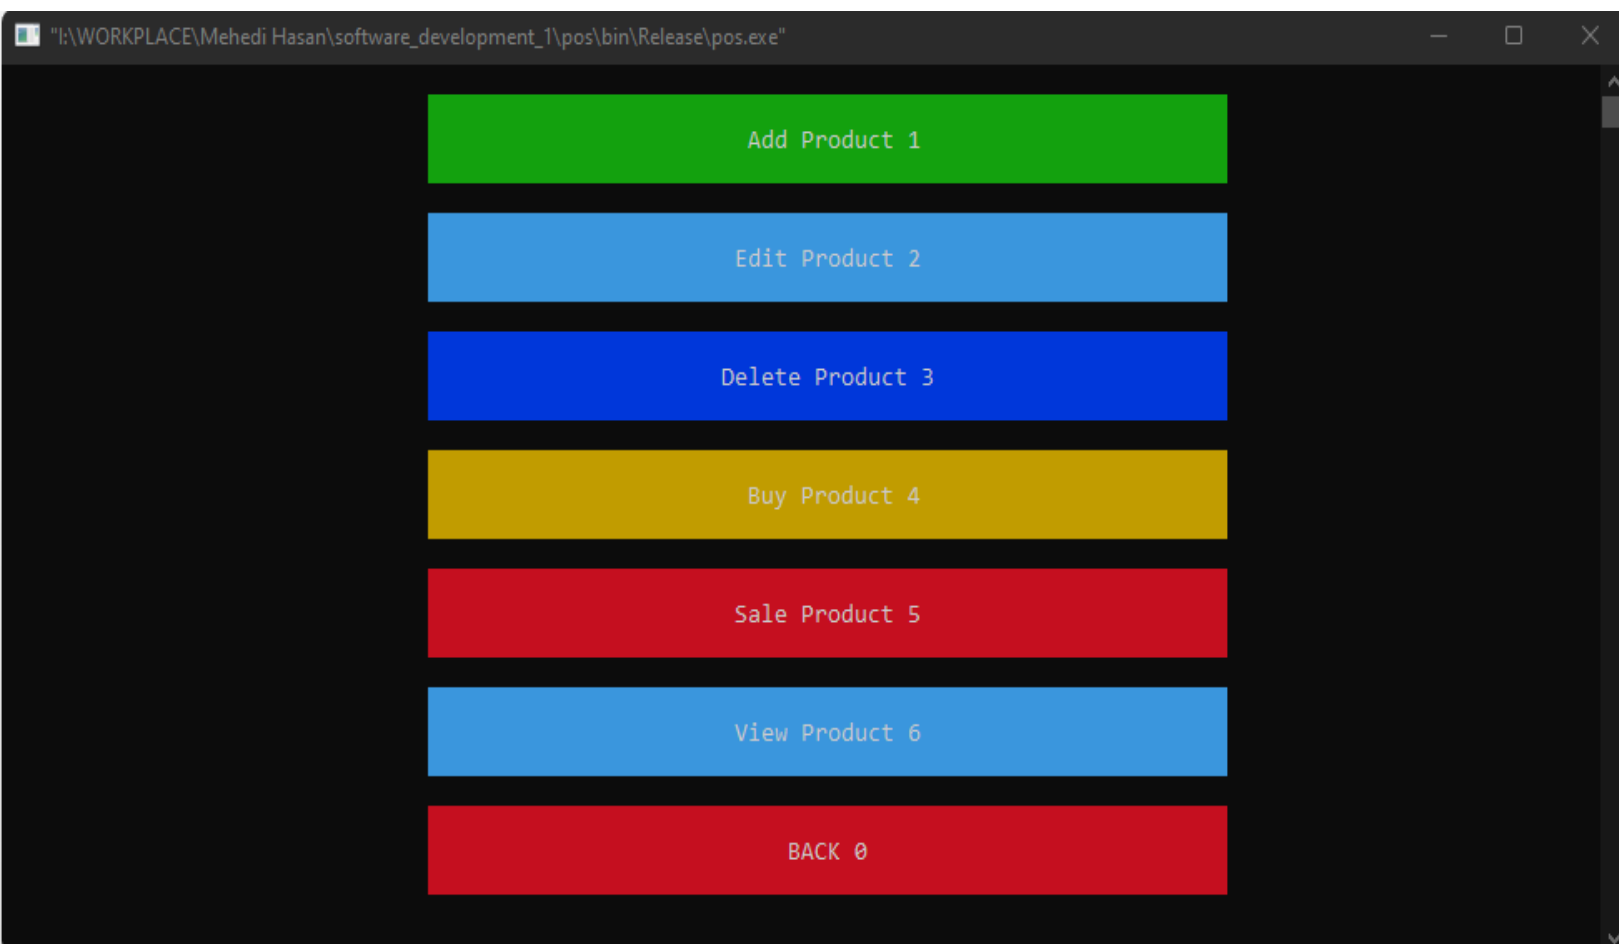 "I:\WORKPLACE\Mehedi Hasan\software_development_1\pos\bin\Release\pos.exe"
Add Product 1
Edit Product 2
Delete Product 3
Buy Product 4
Sale Product 5
View Product 6
BACK 0